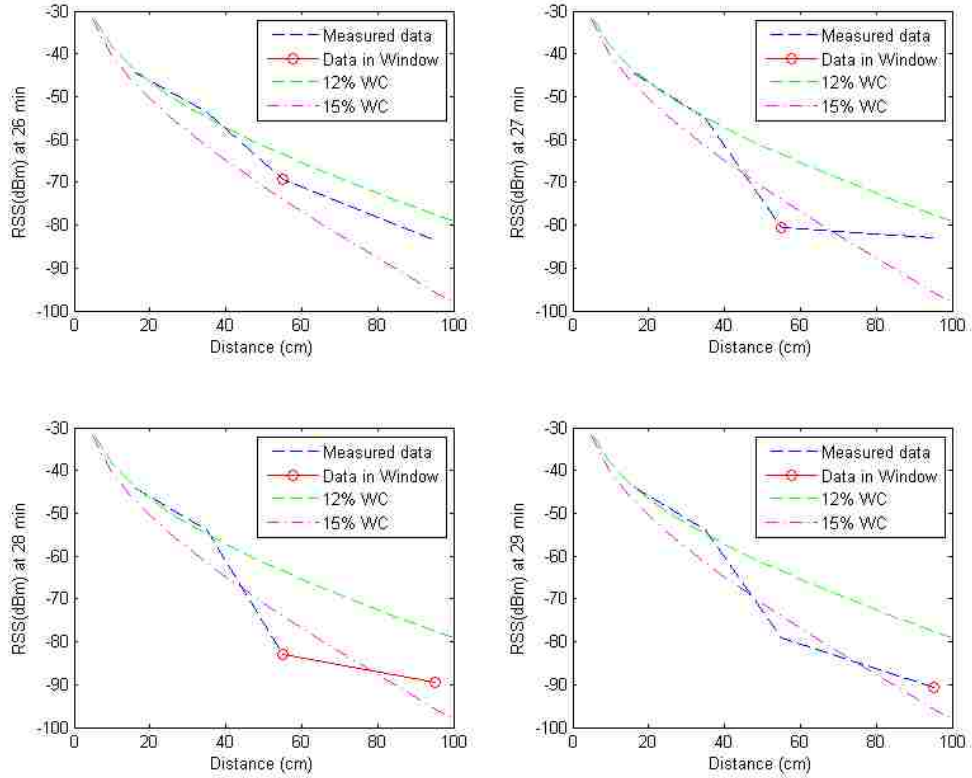 -30
-40
-50
-60
-70
-80
-90
-100
0
20
40
60
80
100
RSS(dBm) at 26 min
Distance (cm)
Measured data
Data in Window
12% WC
15% WC
-30
-40
-50
-60
-70
-80
-90
-100
0
20
40
60
80
100
RSS(dBm) at 27 min
Distance (cm)
Measured data
Data in Window
12% WC
15% WC
-30
-40
-50
-60
-70
-80
-90
-100
0
20
40
60
80
100
RSS(dBm) at 28 min
Distance (cm)
Measured data
Data in Window
12% WC
15% WC
-30
-40
-50
-60
-70
-80
-90
-100
0
20
40
60
80
100
RSS(dBm) at 29 min
Distance (cm)
Measured data
Data in Window
12% WC
15% WC